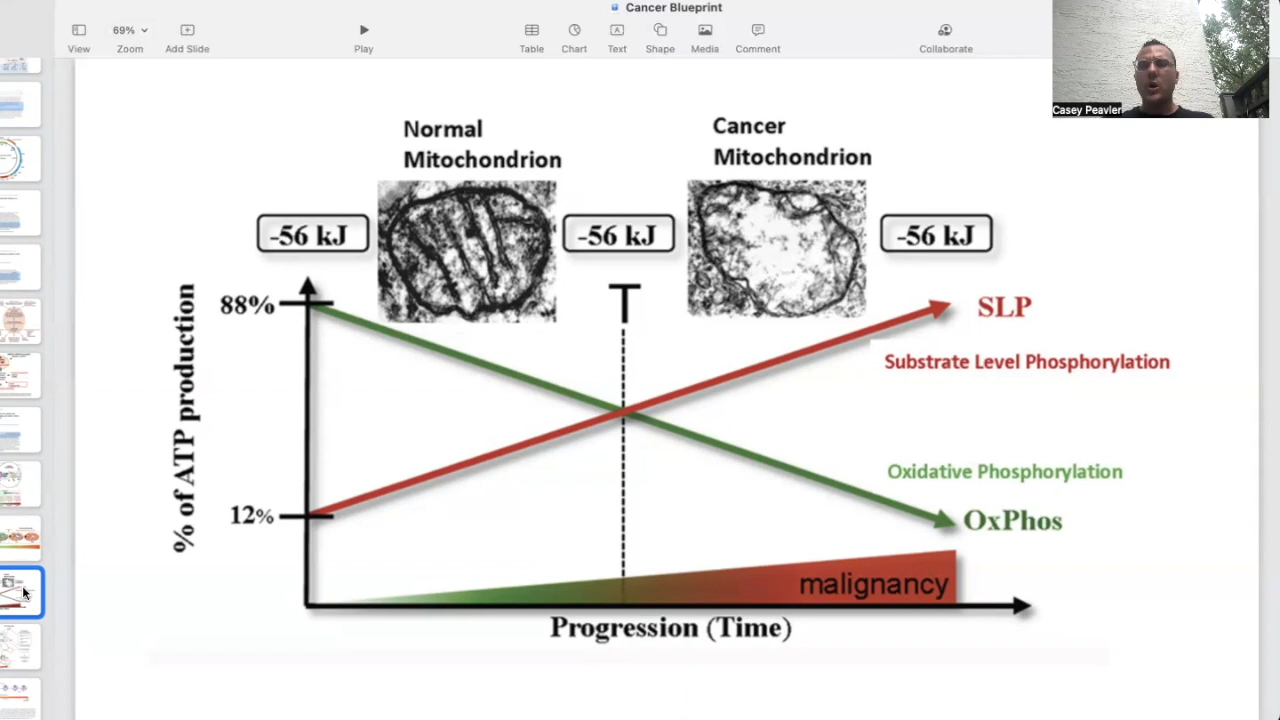 Cancer Blueprint
69%
View
Zoom
Add Slide
Play
Table
Chart
Text
Shape
Media
Comment
Collaborate
Casey Peavler
Normal
Mitochondrion
Cancer
Mitochondrion
-56 kJ
-56 kJ
-56 kJ
88%
T
SLP
Substrate Level Phosphorylation
% of ATP production
Oxidative Phosphorylation
12%
OxPhos
malignancy
Progression (Time)